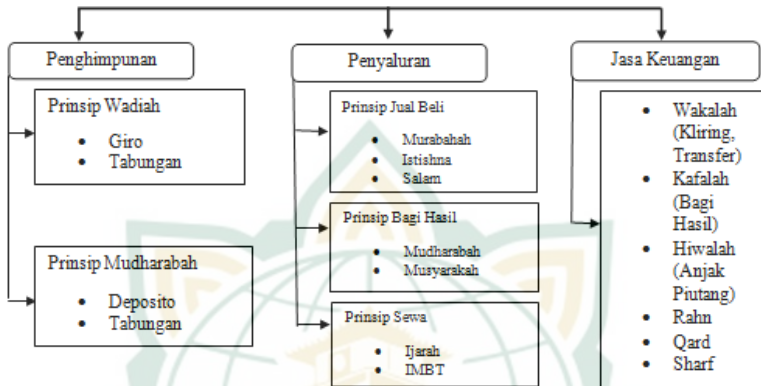 Penghimpunan
Prinsip Wadiah
• Giro
• Tabungan
Prinsip Mudharabah
• Deposito
• Tabungan
Penyaluran
Prinsip Jual Beli
• Murabahah
• Istishna
• Salam
Prinsip Bagi Hasil
• Mudharabah
• Musyarakah
Prinsip Sewa
• Ijarah
• IMBT
Jasa Keuangan
• Wakalah
(Kliring,
Transfer)
• Kafalah
(Bagi
Hasil)
• Hiwalah
(Anjak
Piutang)
• Rahn
• Qard
• Sharf